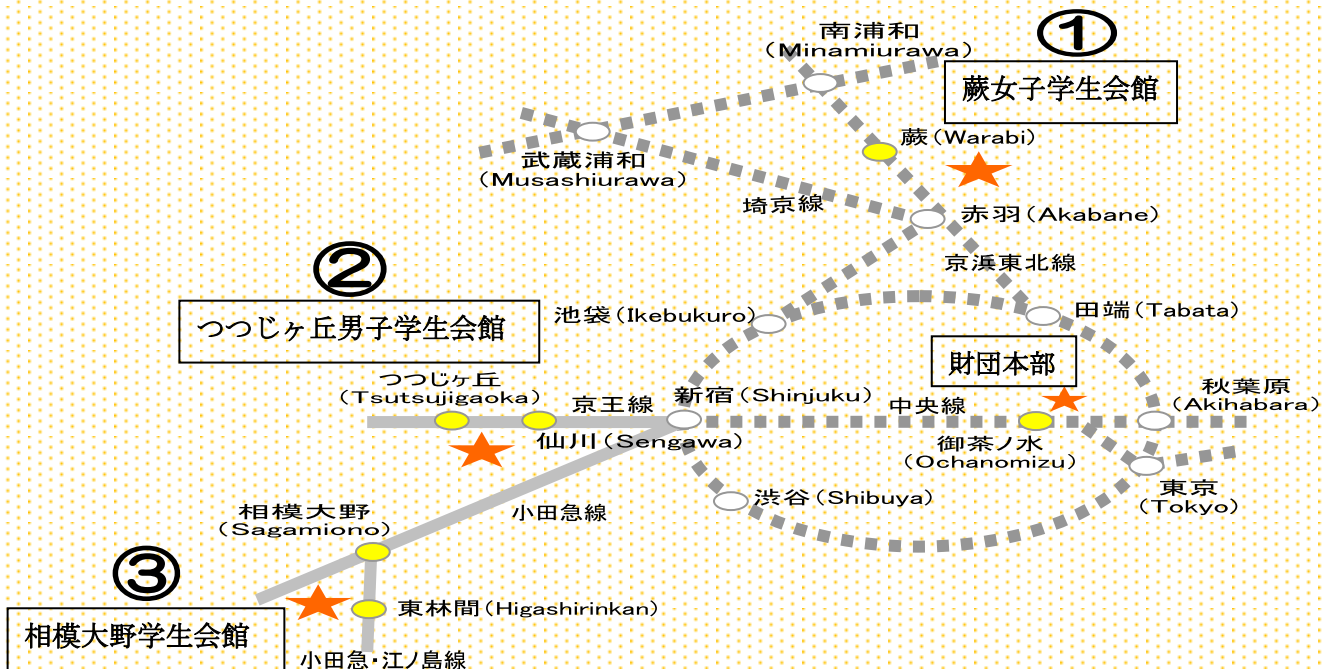 南浦和
(Minamiurawa)
①
蕨女子学生会館
蕨(Warabi)
武蔵浦和
(Musashiurawa)
埼京線
赤羽(Akabane)
京浜東北線
②
つつじヶ丘男子学生会館
池袋(Ikebukuro)
田端(Tabata)
財団本部
つつじヶ丘
(Tsutsujigaoka)
京王線
新宿(Shinjuku)
中央線
秋葉原
(Akihabara)
仙川(Sengawa)
御茶ノ水
(Ochanomizu)
東京
(Tokyo)
渋谷(Shibuya)
小田急線
相模大野
(Sagamiono)
③
東林間(Higashirinkan)
相模大野学生会館
小田急・江ノ島線